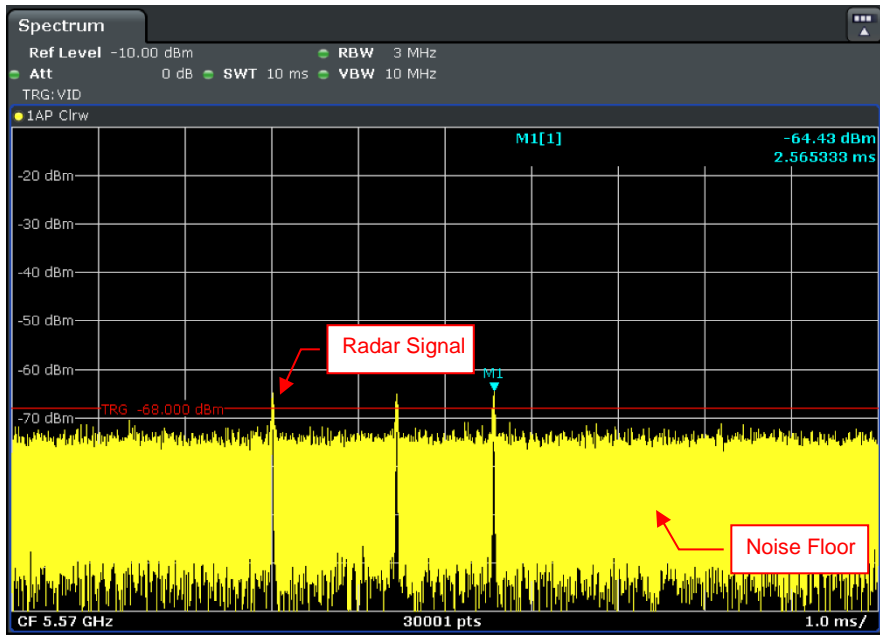 Spectrum
Ref Level -10.00 dBm RBW 3 MHz
Att 0 dB SWT 10 ms VBW 10 MHz
TRG:VID
1AP Clrw
M1[1] -64.43 dBm
2.565333 ms
-20 dBm
-30 dBm
-40 dBm
-50 dBm
Radar Signal
-60 dBm
M1
TRG -68.000 dBm
-70 dBm
Noise Floor
CF 5.57 GHz 30001 pts 1.0 ms/